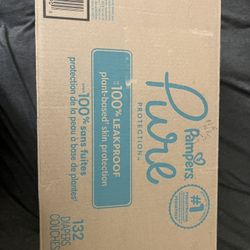 Pampers
Pure
PROTECTION™
#1
100% LEAKPROOF
plant-based* skin protection
100% sans fuites
protection de la peau à base de plantes*
132
DIAPERS
COUCHES